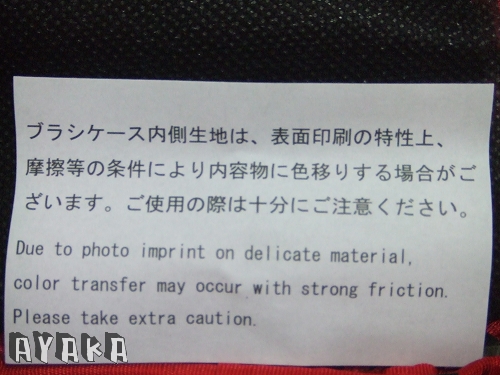 ブラシケース内側生地は、表面印刷の特性上、
摩擦等の条件により内容物に色移りする場合がご
ざいます。ご使用の際は十分にご注意ください。
Due to photo imprint on delicate material,
color transfer may occur with strong friction.
Please take extra caution.
AYAKA